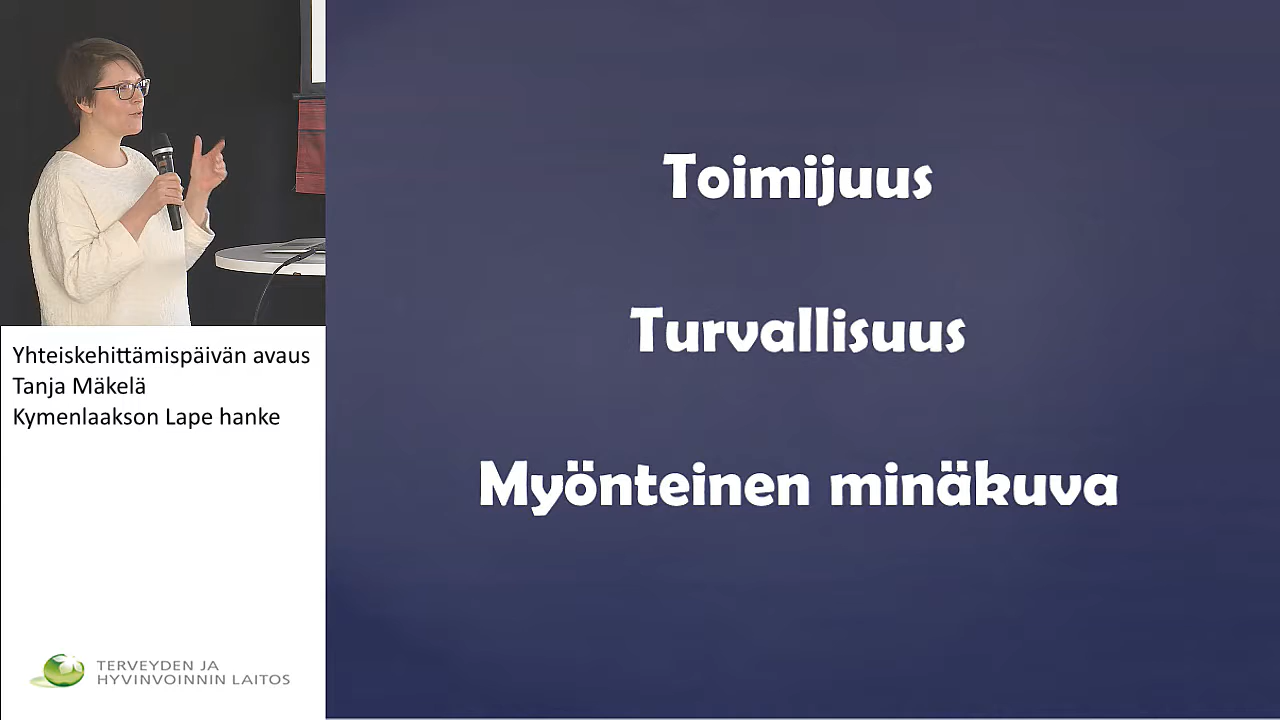 Yhteiskehittämispäivän avaus
Tanja Mäkelä
Kymenlaakson Lape hanke
TERVEYDEN JA
HYVINVOINNIN LAITOS
Toimijuus
Turvallisuus
Myönteinen minäkuva